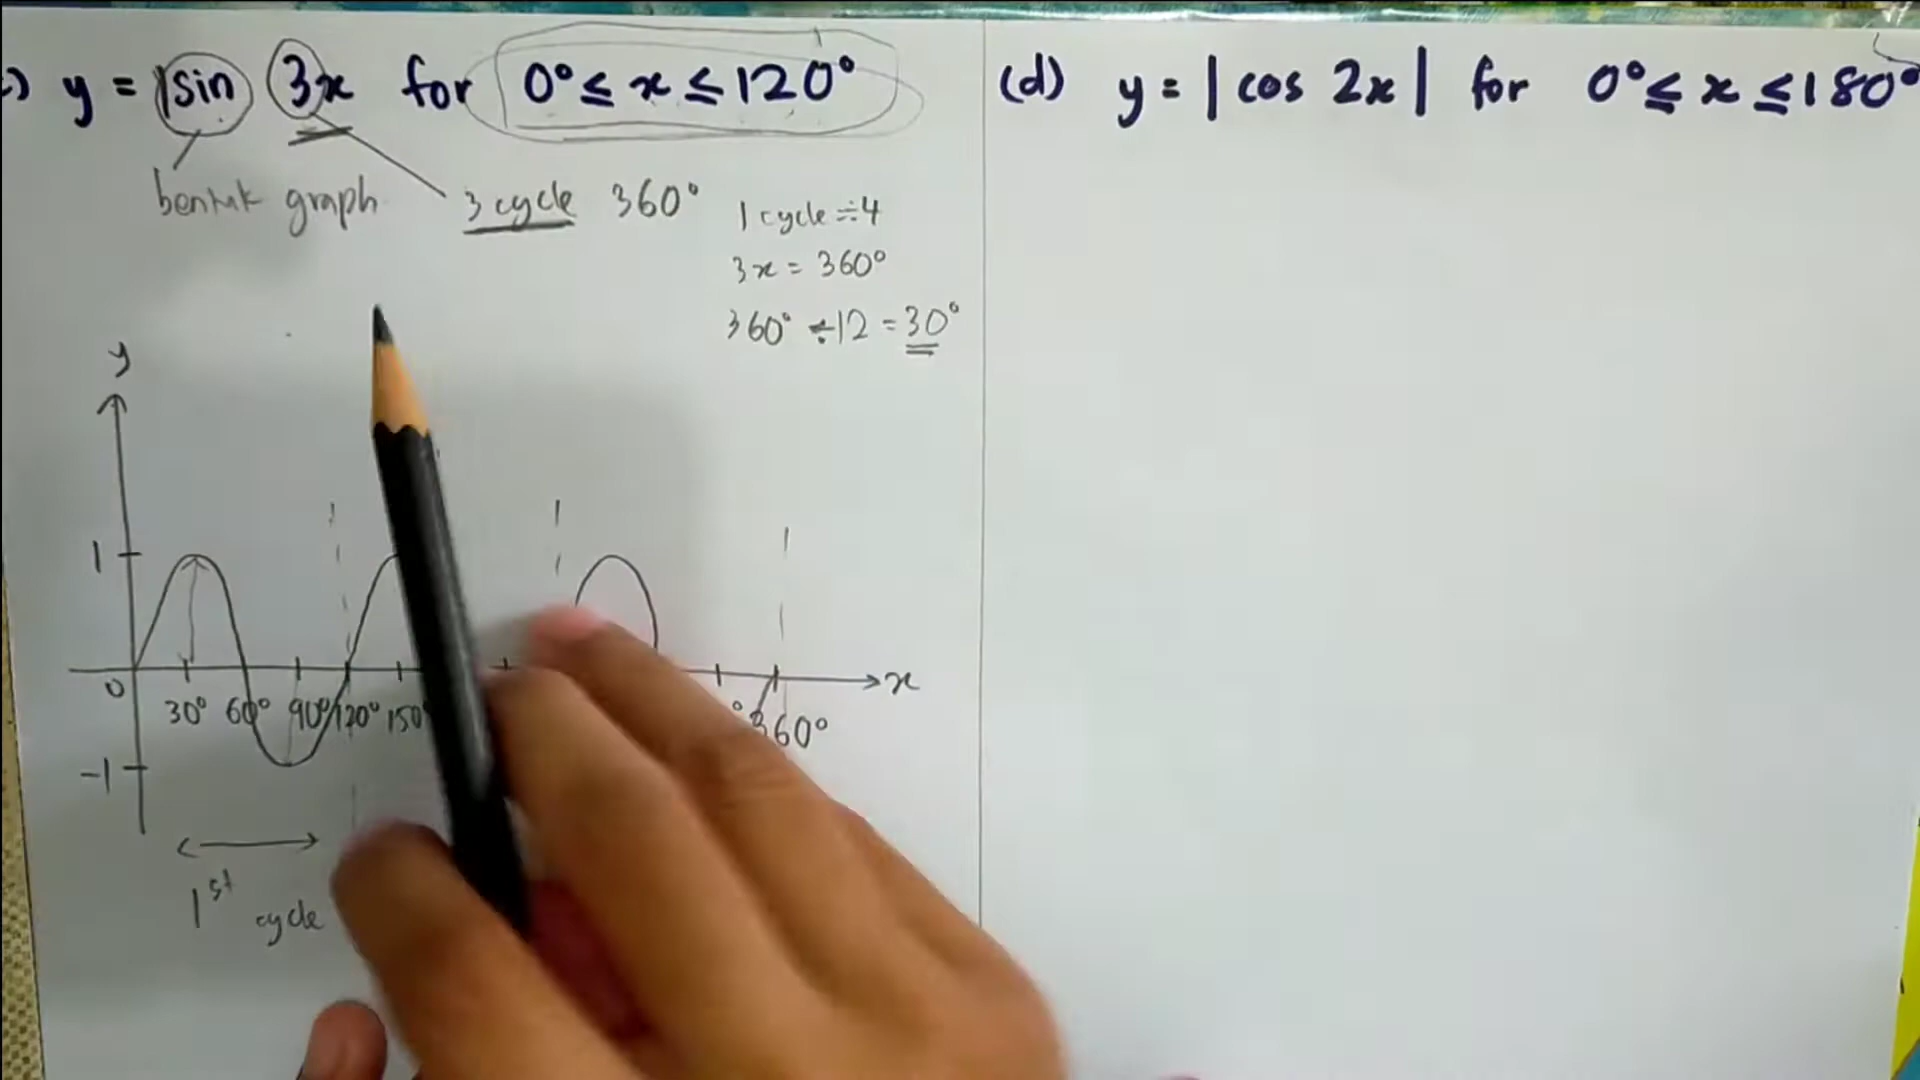 c) y = 1sin 3x for 0° ≤ x ≤ 120°
bentuk graph
3 cycle 360°
1 cycle ÷ 4
3x = 360°
360° ÷ 12 = 30°
y
1
0
30° 60° 90° 120° 150
360°
x
-1
1st cycle
(d) y = | cos 2x | for 0° ≤ x ≤ 180°